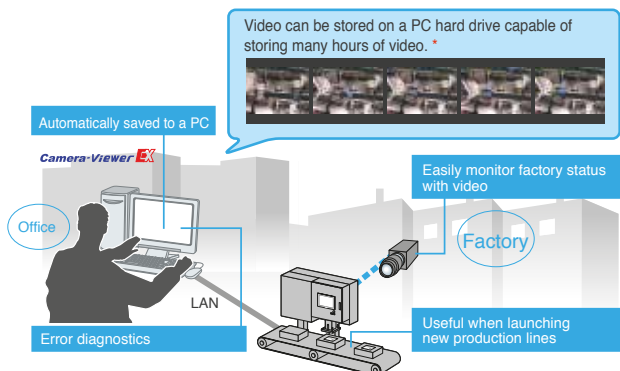 Video can be stored on a PC hard drive capable of
storing many hours of video. *
Automatically saved to a PC
Camera-Viewer EX
Easily monitor factory status
with video
Office
Factory
LAN
Error diagnostics
Useful when launching
new production lines